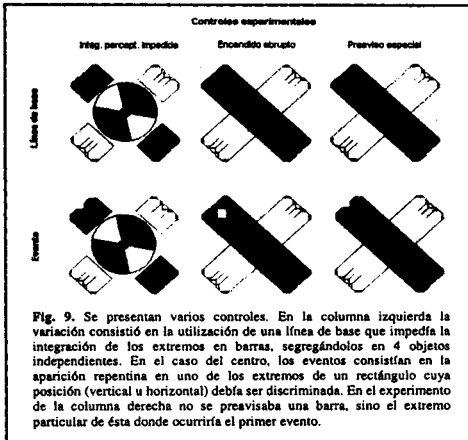 Controles experimentales
Integ. percept. impedida Encendido abrupto Preaviso espacial
Línea de base
Evento
Fig. 9. Se presentan varios controles. En la columna izquierda la
variación consistió en la utilización de una línea de base que impedía la
integración de los extremos en barras, segregándolos en 4 objetos
independientes. En el caso del centro, los eventos consistían en la
aparición repentina en uno de los extremos de un rectángulo cuya
posición (vertical u horizontal) debía ser discriminada. En el experimento
de la columna derecha no se preavisaba una barra, sino el extremo
particular de ésta donde ocurriría el primer evento.